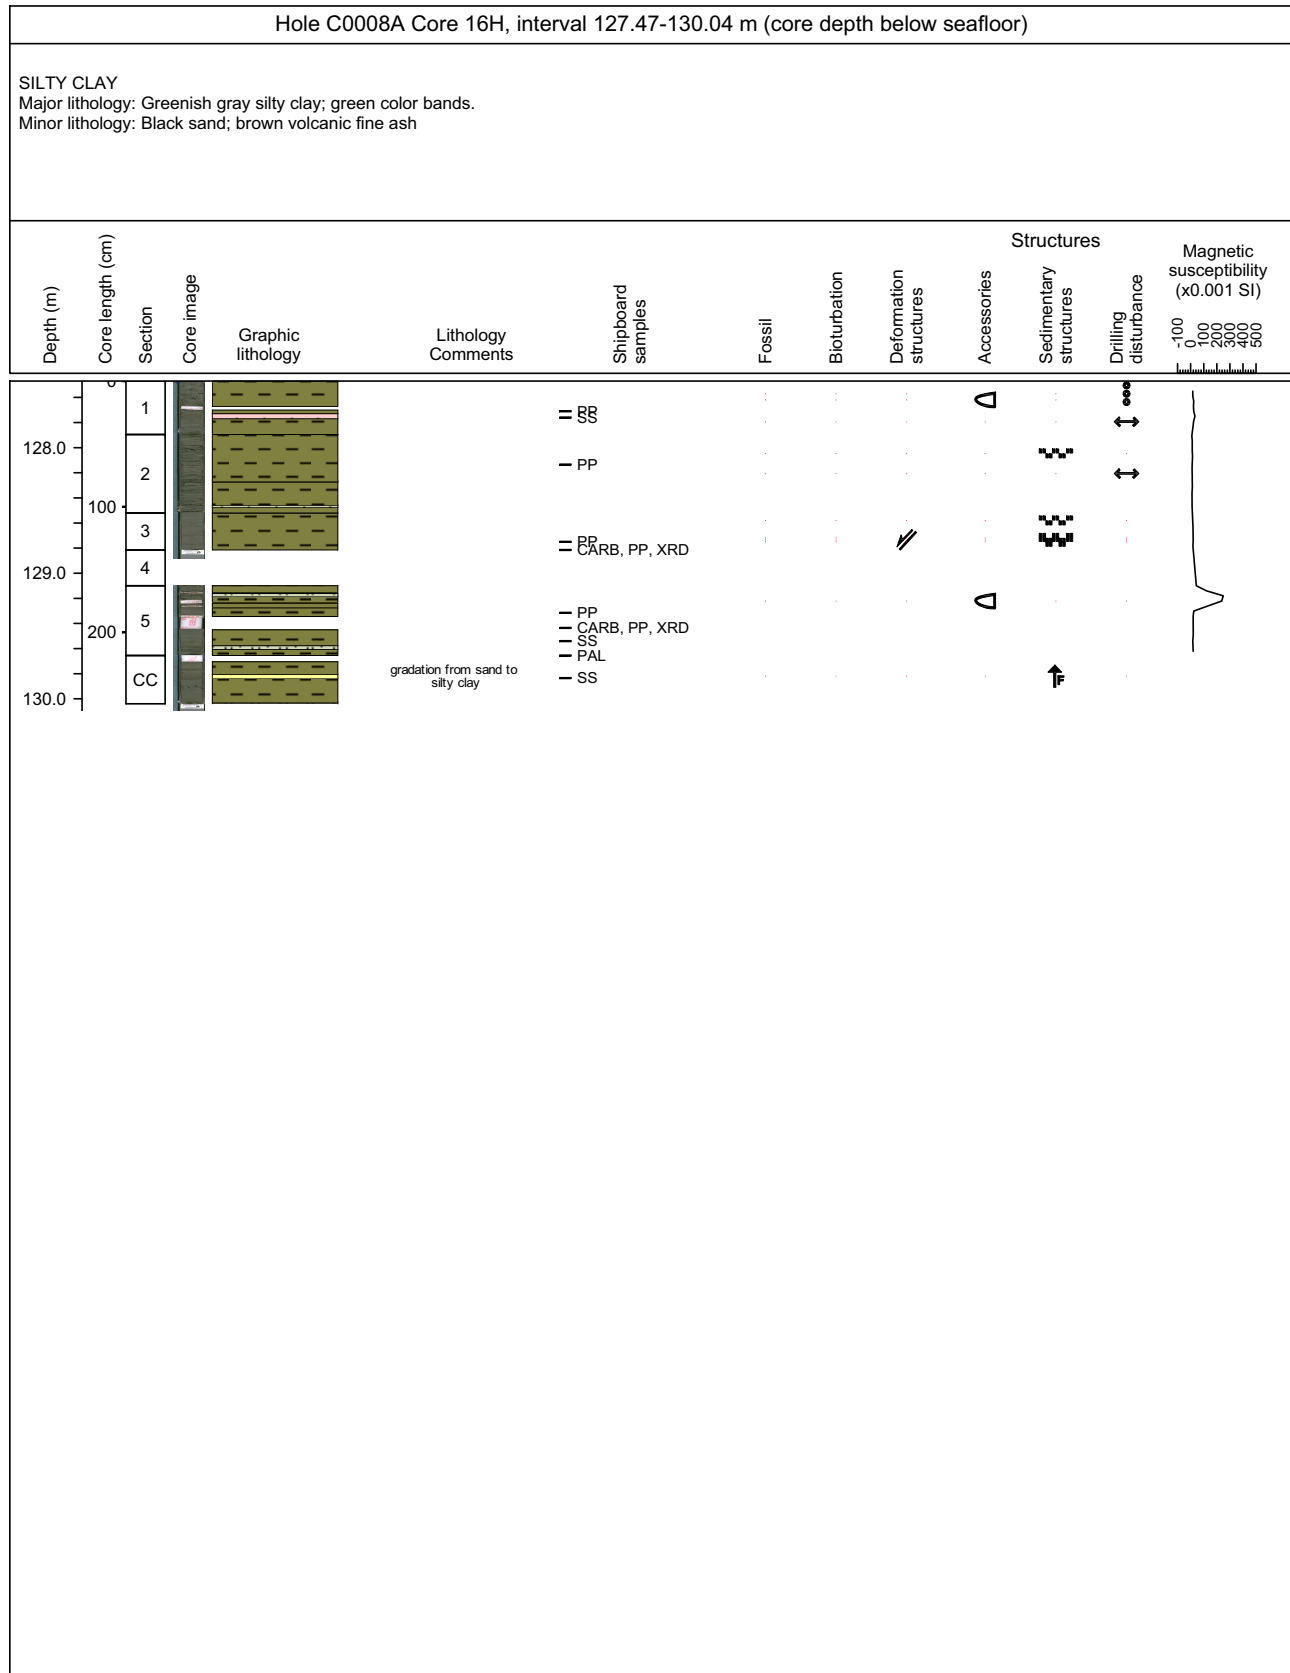 Hole C0008A Core 16H, interval 127.47-130.04 m (core depth below seafloor)
SILTY CLAY
Major lithology: Greenish gray silty clay; green color bands.
Minor lithology: Black sand; brown volcanic fine ash
Depth (m)
Core length (cm)
Section
Core image
Graphic
lithology
Lithology
Comments
Shipboard
samples
Fossil
Bioturbation
Structures
Deformation
structures
Accessories
Sedimentary
structures
Drilling
disturbance
Magnetic
susceptibility
(x0.001 SI)
-100
0
100
200
300
400
500
0
1
PP
SS
128.0
2
PP
100
3
PP
CARB, PP, XRD
129.0
4
5
PP
200
CARB, PP, XRD
SS
PAL
CC
gradation from sand to
silty clay
SS
F
130.0